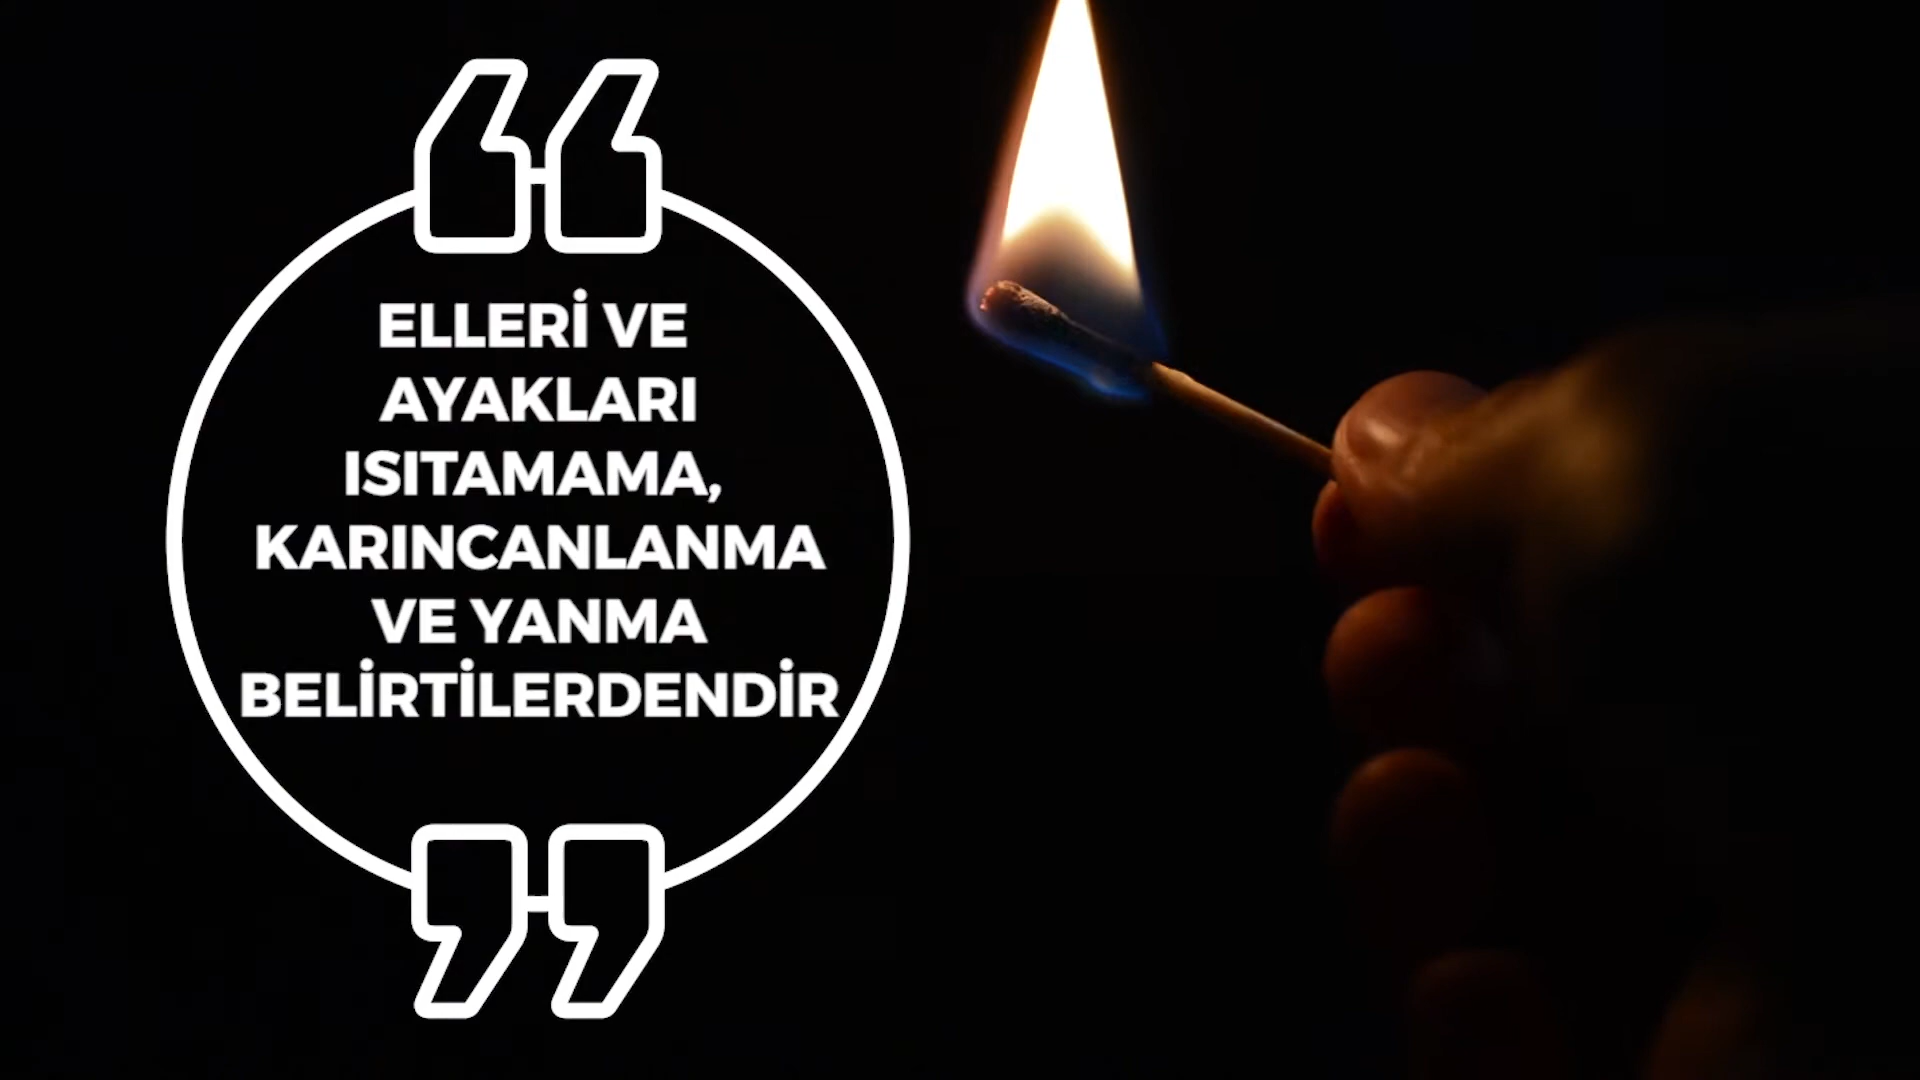 ELLERİ VE
AYAKLARI
ISITAMAMA,
KARINCANLANMA
VE YANMA
BELİRTİLERDENDİR